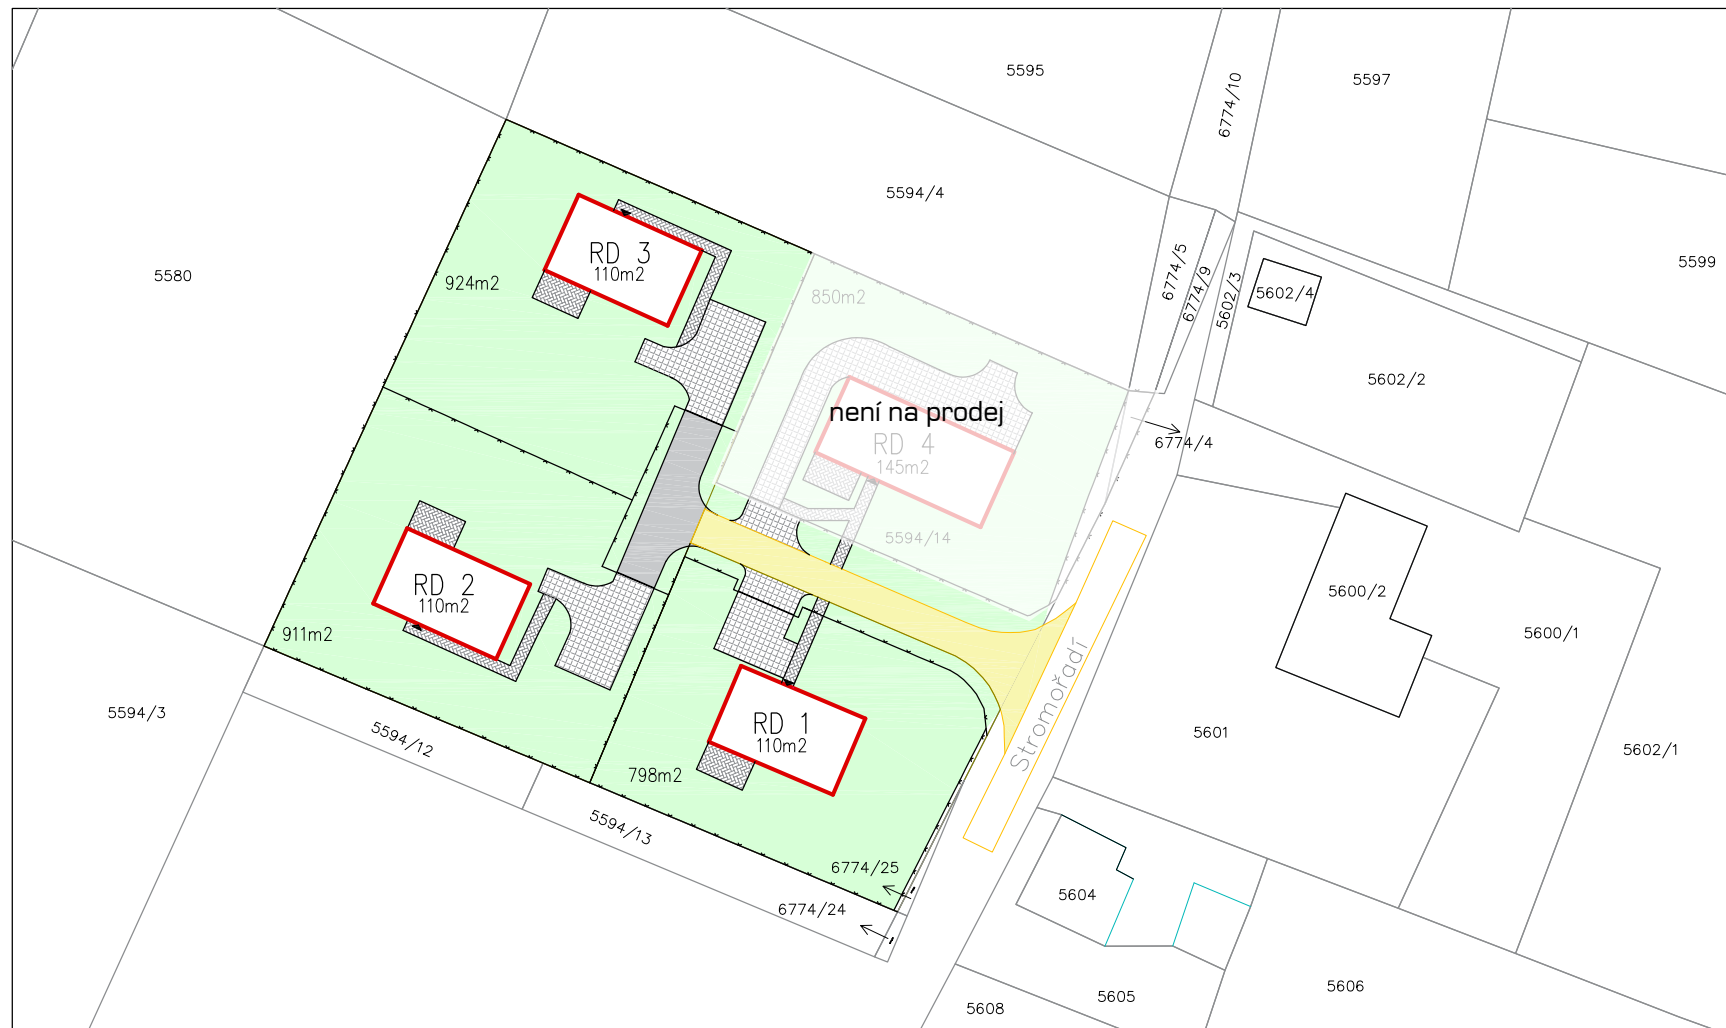 5595
5597
6774/10
5594/4
5580
5599
RD 3
110m2
924m2
850m2
6774/5
6774/9
5602/3
5602/4
5602/2
není na prodej
RD 4
145m2
6774/4
5594/14
RD 2
110m2
911m2
5600/2
5600/1
Stromořadí
5594/3
5594/12
RD 1
110m2
798m2
5601
5602/1
5594/13
6774/25
6774/24
5604
5605
5606
5608